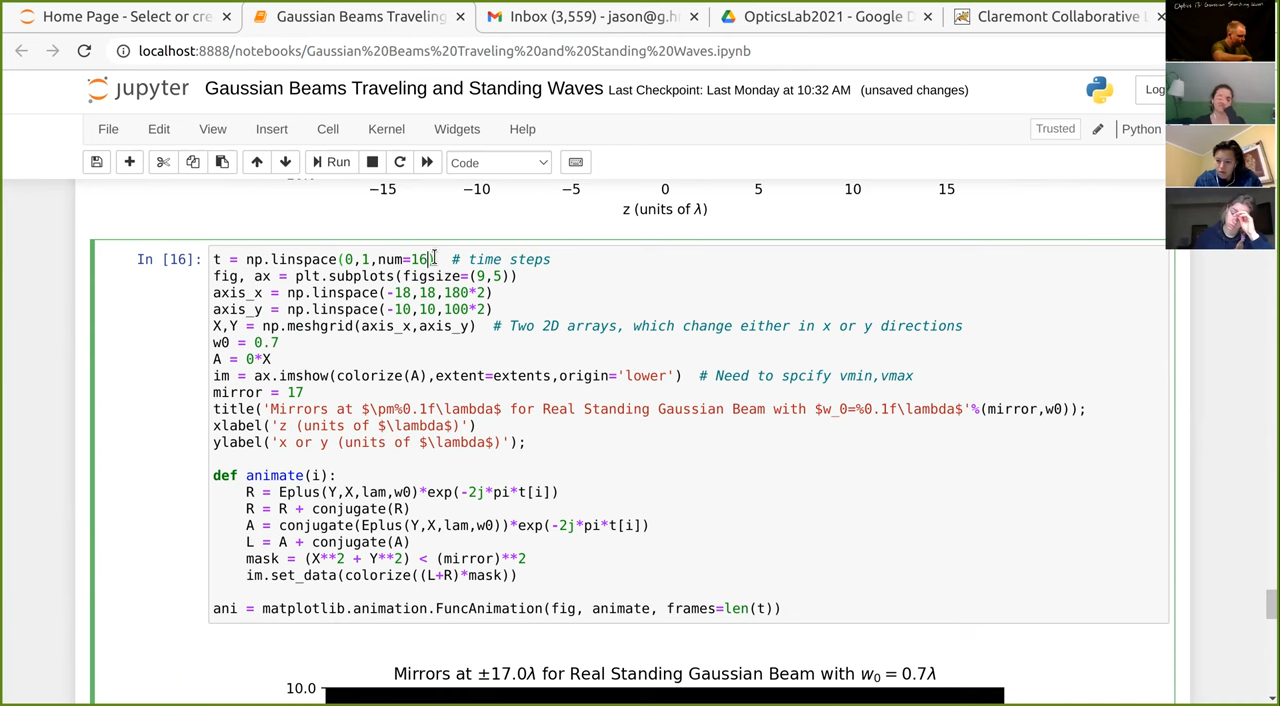 Home Page - Select or cre
Gaussian Beams Traveling
Inbox (3,559) - jason@g.hr
OpticsLab2021 - Google D
Claremont Collaborative L
localhost:8888/notebooks/Gaussian%20Beams%20Traveling%20and%20Standing%20Waves.ipynb
jupyter Gaussian Beams Traveling and Standing Waves Last Checkpoint: Last Monday at 10:32 AM (unsaved changes)
Log
File Edit View Insert Cell Kernel Widgets Help
Trusted
Python
Run
Code
−15 −10 −5 0 5 10 15
z (units of λ)
In [16]:
t = np.linspace(0,1,num=16) # time steps
fig, ax = plt.subplots(figsize=(9,5))
axis_x = np.linspace(-18,18,180*2)
axis_y = np.linspace(-10,10,100*2)
X,Y = np.meshgrid(axis_x,axis_y) # Two 2D arrays, which change either in x or y directions
w0 = 0.7
A = 0*X
im = ax.imshow(colorize(A),extent=extents,origin='lower') # Need to spcify vmin,vmax
mirror = 17
title('Mirrors at $\pm%0.1f\lambda$ for Real Standing Gaussian Beam with $w_0=%0.1f\lambda$'%(mirror,w0));
xlabel('z (units of $\lambda$)')
ylabel('x or y (units of $\lambda$)');
def animate(i):
R = Eplus(Y,X,lam,w0)*exp(-2j*pi*t[i])
R = R + conjugate(R)
A = conjugate(Eplus(Y,X,lam,w0))*exp(-2j*pi*t[i])
L = A + conjugate(A)
mask = (X**2 + Y**2) < (mirror)**2
im.set_data(colorize((L+R)*mask))
ani = matplotlib.animation.FuncAnimation(fig, animate, frames=len(t))
Mirrors at ±17.0λ for Real Standing Gaussian Beam with w₀ = 0.7λ
10.0